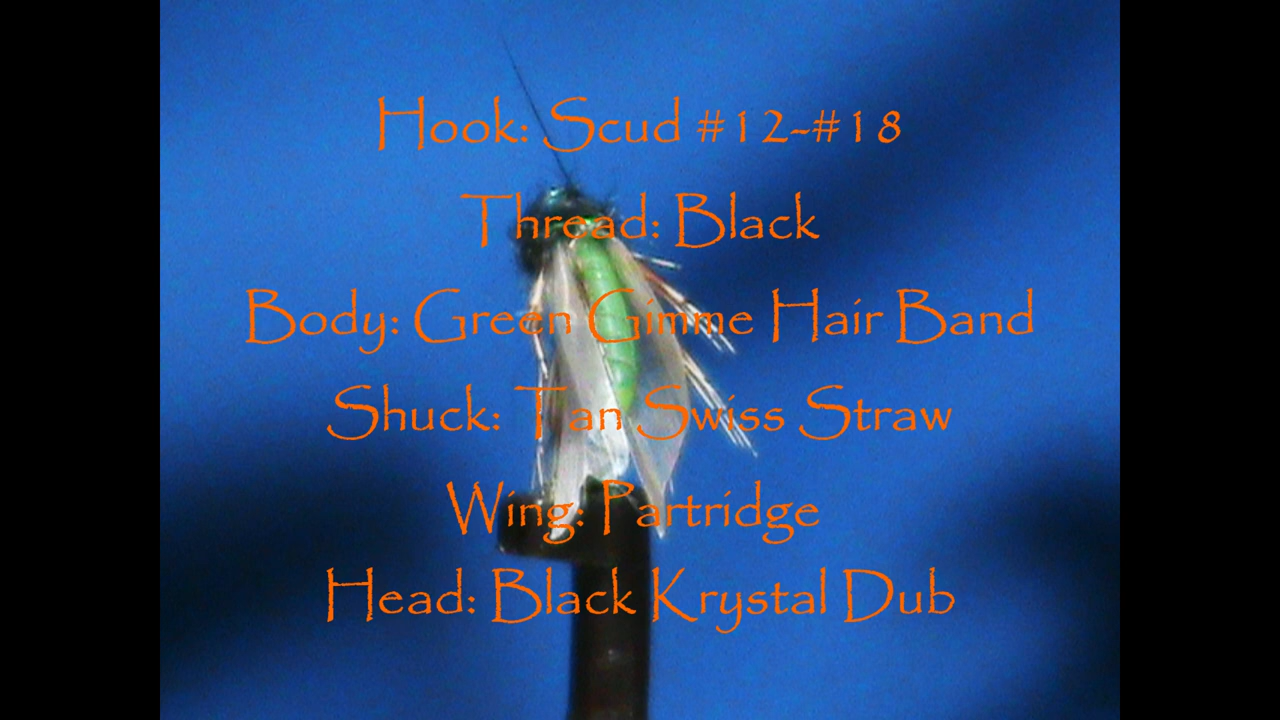 Hook: Scud #12-#18
Thread: Black
Body: Green Gimme Hair Band
Shuck: Tan Swiss Straw
Wing: Partridge
Head: Black Krystal Dub